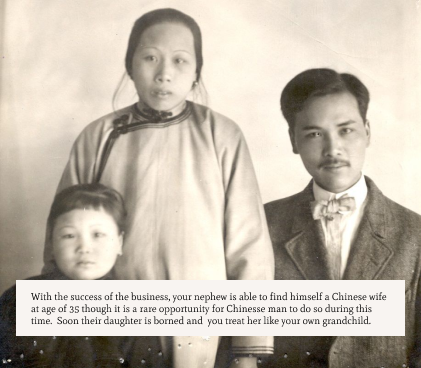 With the success of the business, your nephew is able to find himself a Chinese wife
at age of 35 though it is a rare opportunity for Chinesse man to do so during this
time.  Soon their daughter is borned and  you treat her like your own grandchild.